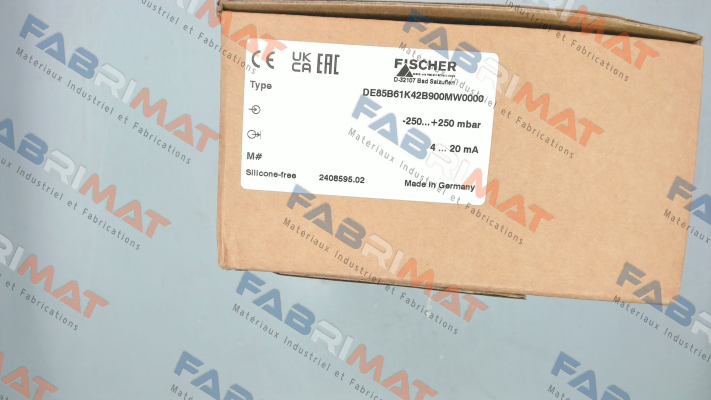 CE UK CA EAC
FISCHER
D-32107 Bad Salzuflen
Type DE85B61K42B900MW0000
-250...+250 mbar
4 ... 20 mA
M#
Silicone-free 2408595.02 Made in Germany
FABRIMAT
Matériaux Industriel et Fabrications